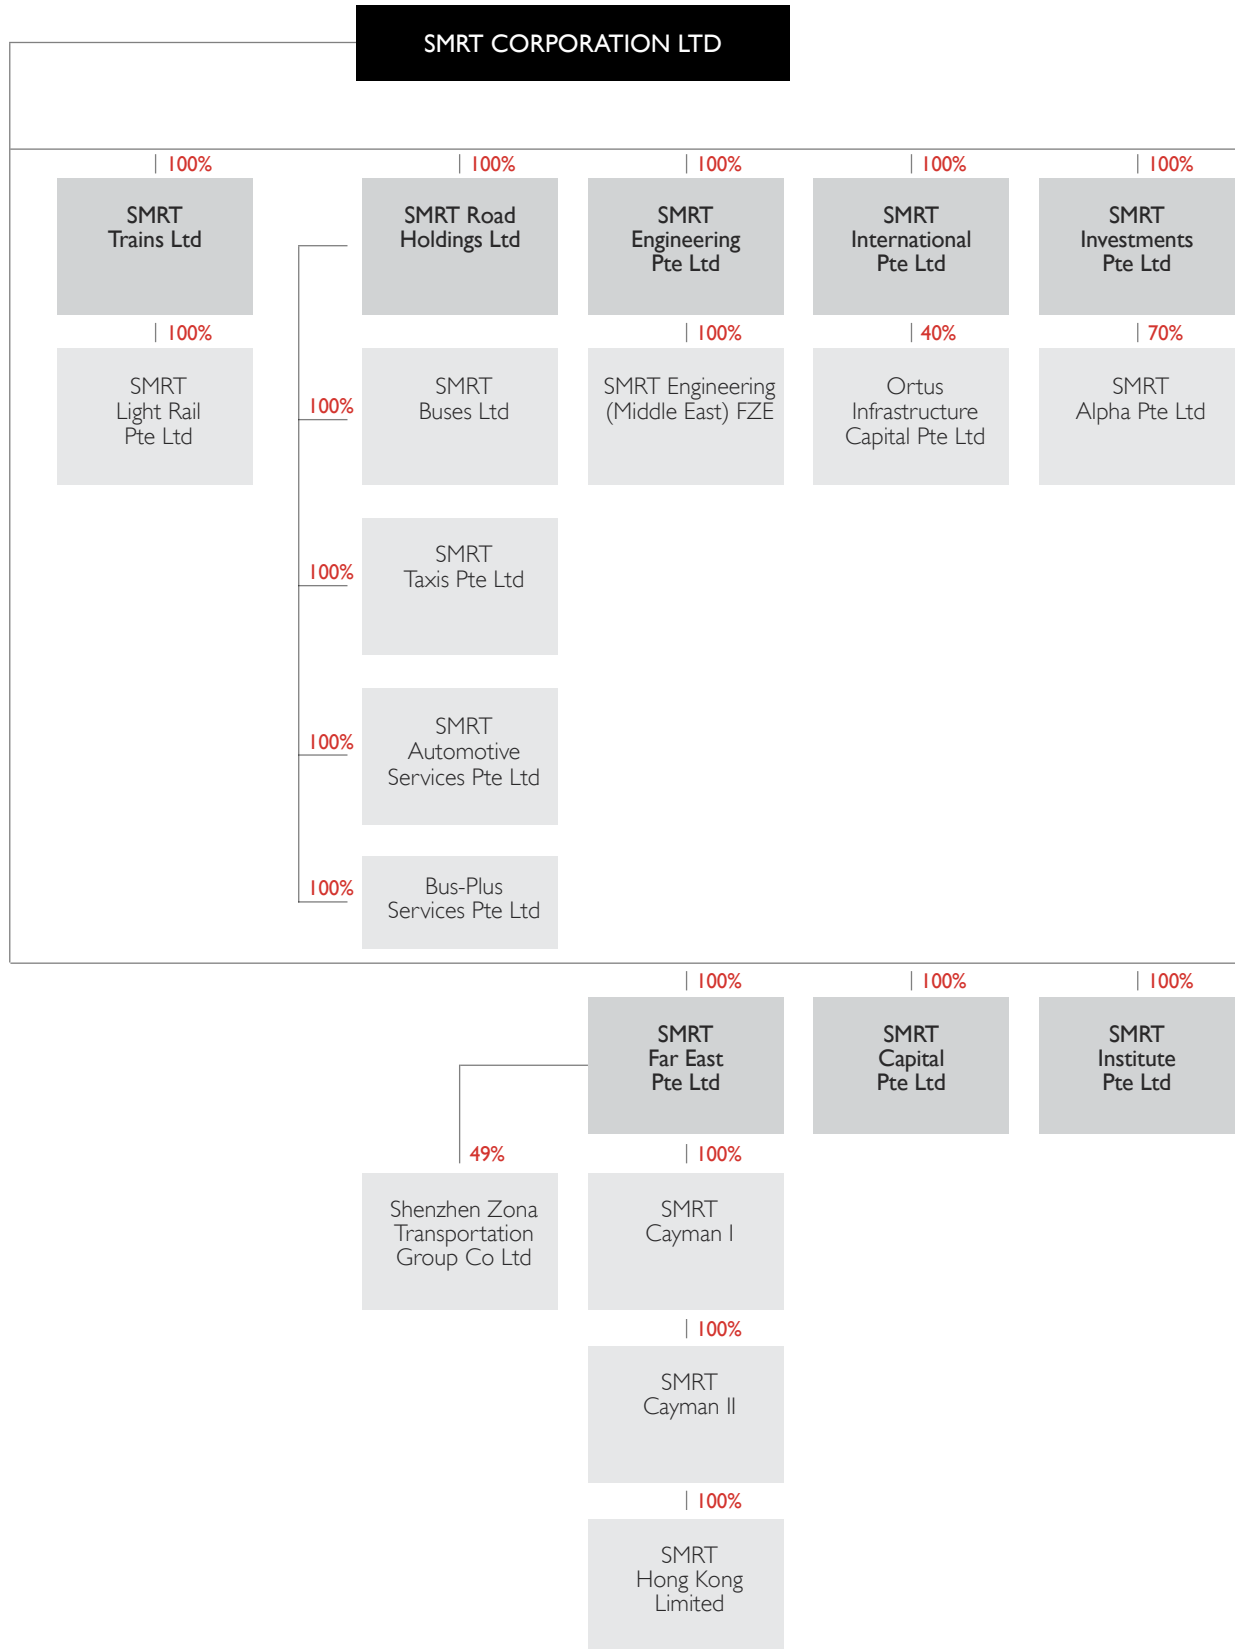 SMRT CORPORATION LTD
100%
100%
100%
100%
100%
SMRT
Trains Ltd
SMRT Road
Holdings Ltd
SMRT
Engineering
Pte Ltd
SMRT
International
Pte Ltd
SMRT
Investments
Pte Ltd
100%
100%
40%
70%
SMRT
Light Rail
Pte Ltd
100%
SMRT
Buses Ltd
SMRT Engineering
(Middle East) FZE
Ortus
Infrastructure
Capital Pte Ltd
SMRT
Alpha Pte Ltd
100%
SMRT
Taxis Pte Ltd
100%
SMRT
Automotive
Services Pte Ltd
100%
Bus-Plus
Services Pte Ltd
100%
100%
100%
SMRT
Far East
Pte Ltd
SMRT
Capital
Pte Ltd
SMRT
Institute
Pte Ltd
49%
100%
Shenzhen Zona
Transportation
Group Co Ltd
SMRT
Cayman I
100%
SMRT
Cayman II
100%
SMRT
Hong Kong
Limited